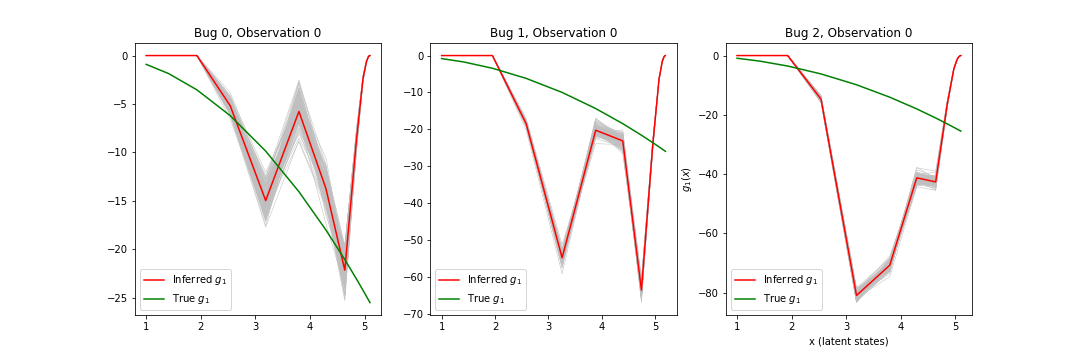 Bug 0, Observation 0
0
−5
−10
−15
−20
−25
1 2 3 4 5
Inferred g₁
True g₁
Bug 1, Observation 0
0
−10
−20
−30
−40
−50
−60
−70
1 2 3 4 5
Inferred g₁
True g₁
Bug 2, Observation 0
g₁(x)
0
−20
−40
−60
−80
1 2 3 4 5
x (latent states)
Inferred g₁
True g₁